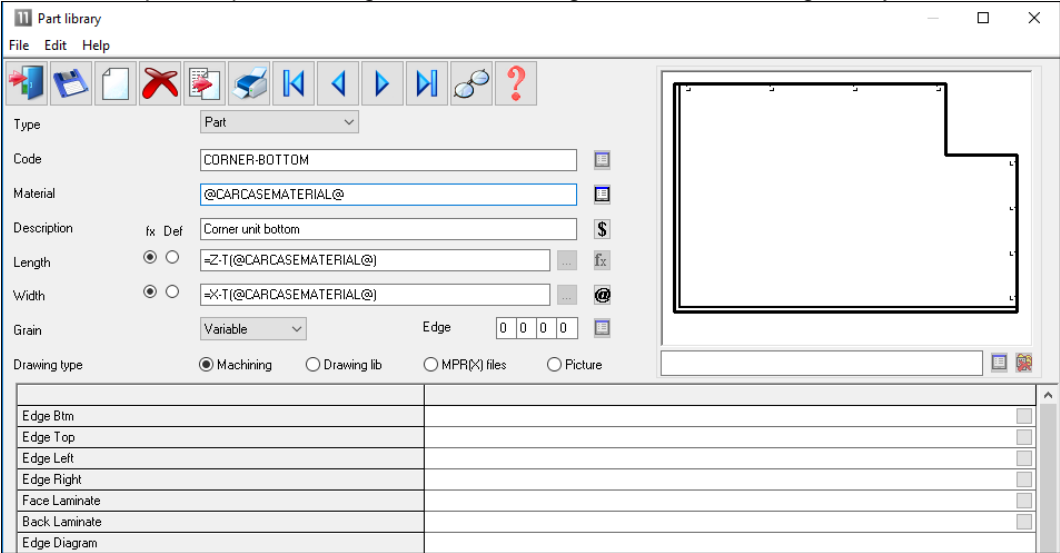 Part library
File Edit Help
Type Part
Code CORNER-BOTTOM
Material @CARCASEMATERIAL@
Description fx Def Corner unit bottom $
Length =Z-T(@CARCASEMATERIAL@) ... fx
Width =X-T(@CARCASEMATERIAL@) ... @
Grain Variable Edge 0 0 0 0
Drawing type Machining Drawing lib MPR(X) files Picture
Edge Btm
Edge Top
Edge Left
Edge Right
Face Laminate
Back Laminate
Edge Diagram